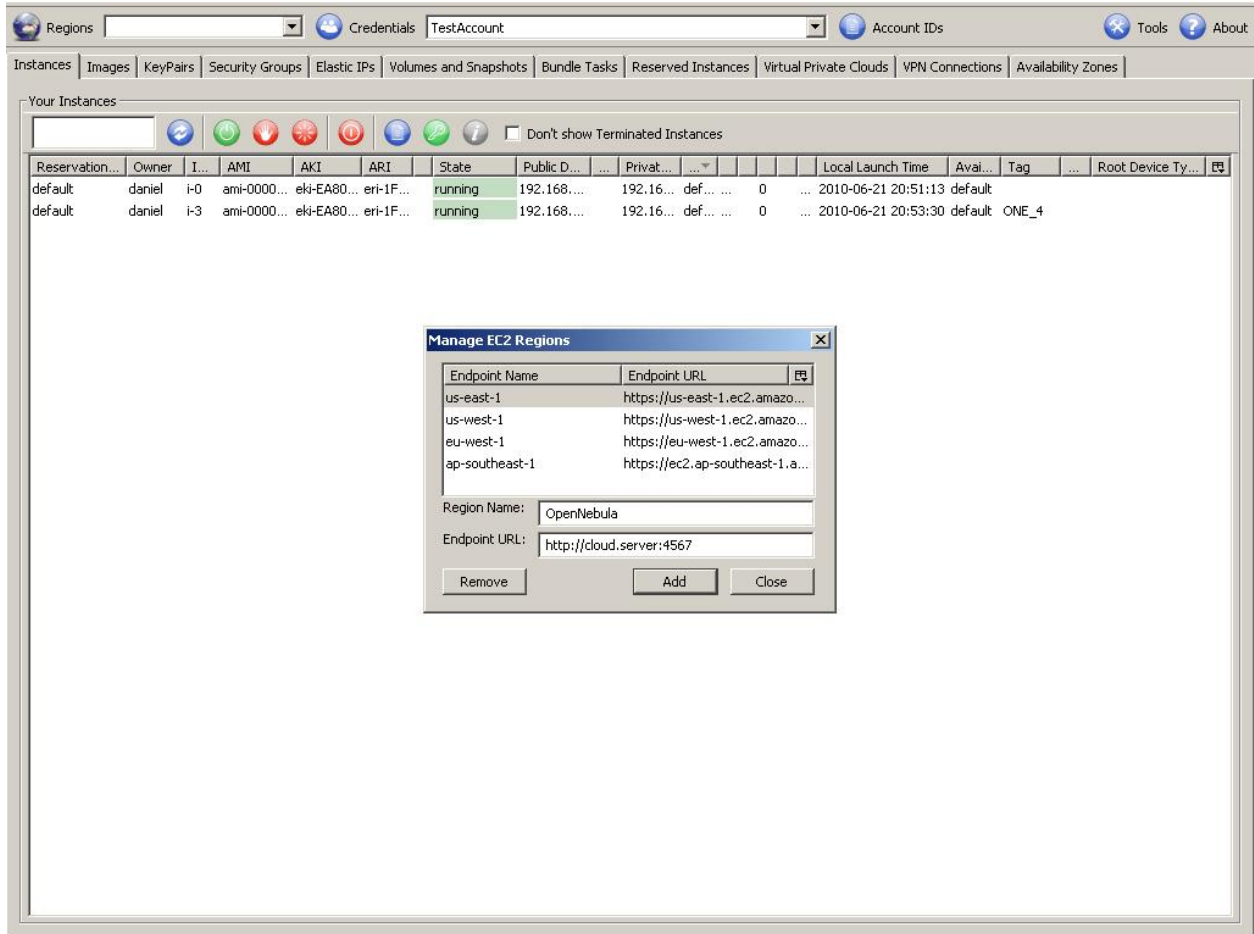 Regions Credentials TestAccount Account IDs Tools About
Instances Images KeyPairs Security Groups Elastic IPs Volumes and Snapshots Bundle Tasks Reserved Instances Virtual Private Clouds VPN Connections Availability Zones
Your Instances
Don't show Terminated Instances
Reservation... Owner I... AMI AKI ARI State Public D... ... Privat... ... Local Launch Time Avai... Tag ... Root Device Ty...
default daniel i-0 ami-0000... eki-EA80... eri-1F... running 192.168.... 192.16... def... ... 0 ... 2010-06-21 20:51:13 default
default daniel i-3 ami-0000... eki-EA80... eri-1F... running 192.168.... 192.16... def... ... 0 ... 2010-06-21 20:53:30 default ONE_4
Manage EC2 Regions
Endpoint Name Endpoint URL
us-east-1 https://us-east-1.ec2.amazo...
us-west-1 https://us-west-1.ec2.amazo...
eu-west-1 https://eu-west-1.ec2.amazo...
ap-southeast-1 https://ec2.ap-southeast-1.a...
Region Name: OpenNebula
Endpoint URL: http://cloud.server:4567
Remove Add Close